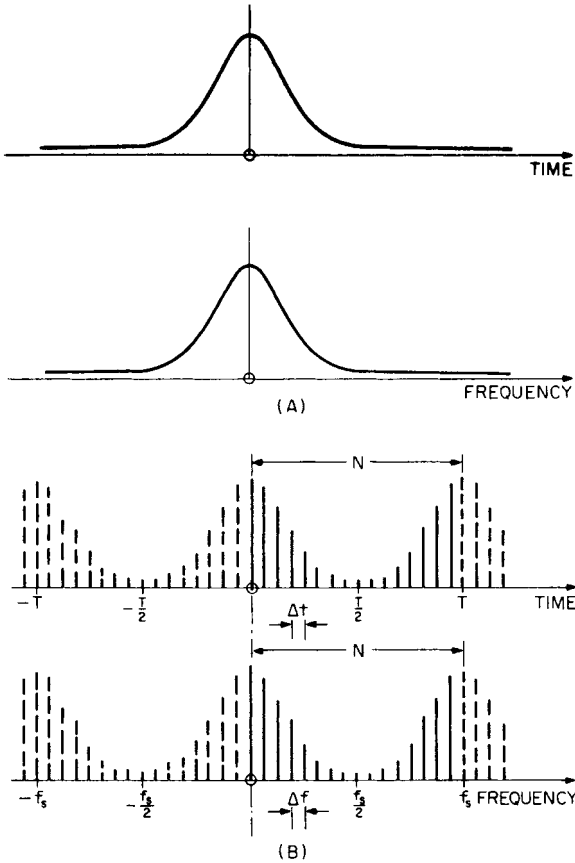 TIME
FREQUENCY
(A)
N
-T -T/2 Δt T/2 T TIME
N
-fs -fs/2 Δf fs/2 fs FREQUENCY
(B)